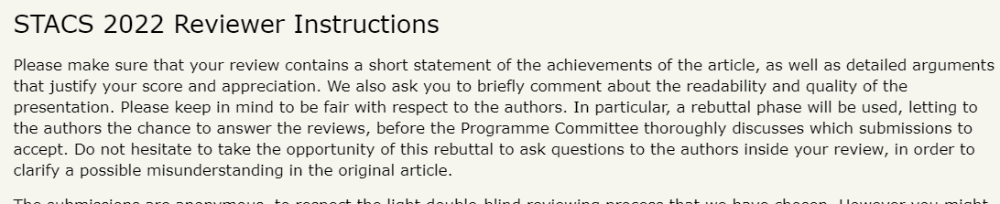 STACS 2022 Reviewer Instructions
Please make sure that your review contains a short statement of the achievements of the article, as well as detailed arguments
that justify your score and appreciation. We also ask you to briefly comment about the readability and quality of the
presentation. Please keep in mind to be fair with respect to the authors. In particular, a rebuttal phase will be used, letting to
the authors the chance to answer the reviews, before the Programme Committee thoroughly discusses which submissions to
accept. Do not hesitate to take the opportunity of this rebuttal to ask questions to the authors inside your review, in order to
clarify a possible misunderstanding in the original article.
The submissions are anonymous, to respect the light double-blind reviewing process that we have chosen. However you might